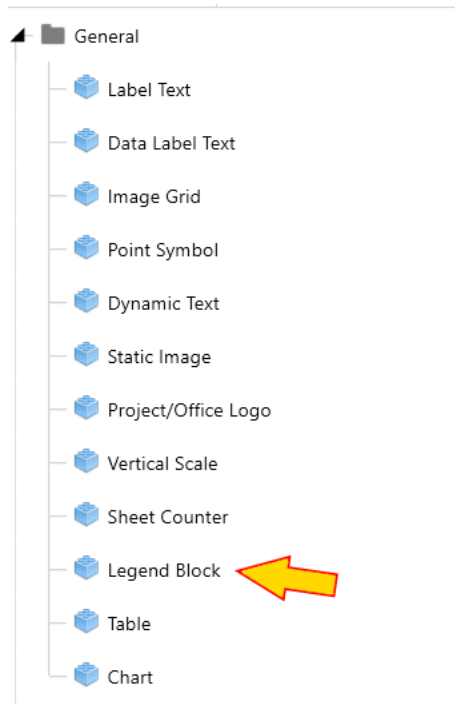 General
Label Text
Data Label Text
Image Grid
Point Symbol
Dynamic Text
Static Image
Project/Office Logo
Vertical Scale
Sheet Counter
Legend Block
Table
Chart